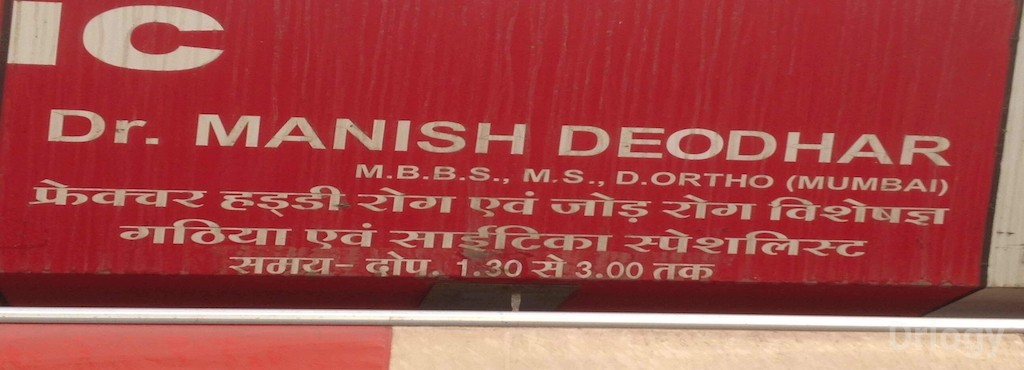 IC
Dr. MANISH DEODHAR
M.B.B.S., M.S., D.ORTHO (MUMBAI)
फ्रेक्चर हड्डी रोग एवं जोड़ रोग विशेषज्ञ
गठिया एवं साईटिका स्पेशलिस्ट
समय- दोप. 1.30 से 3.00 तक
Drlogy